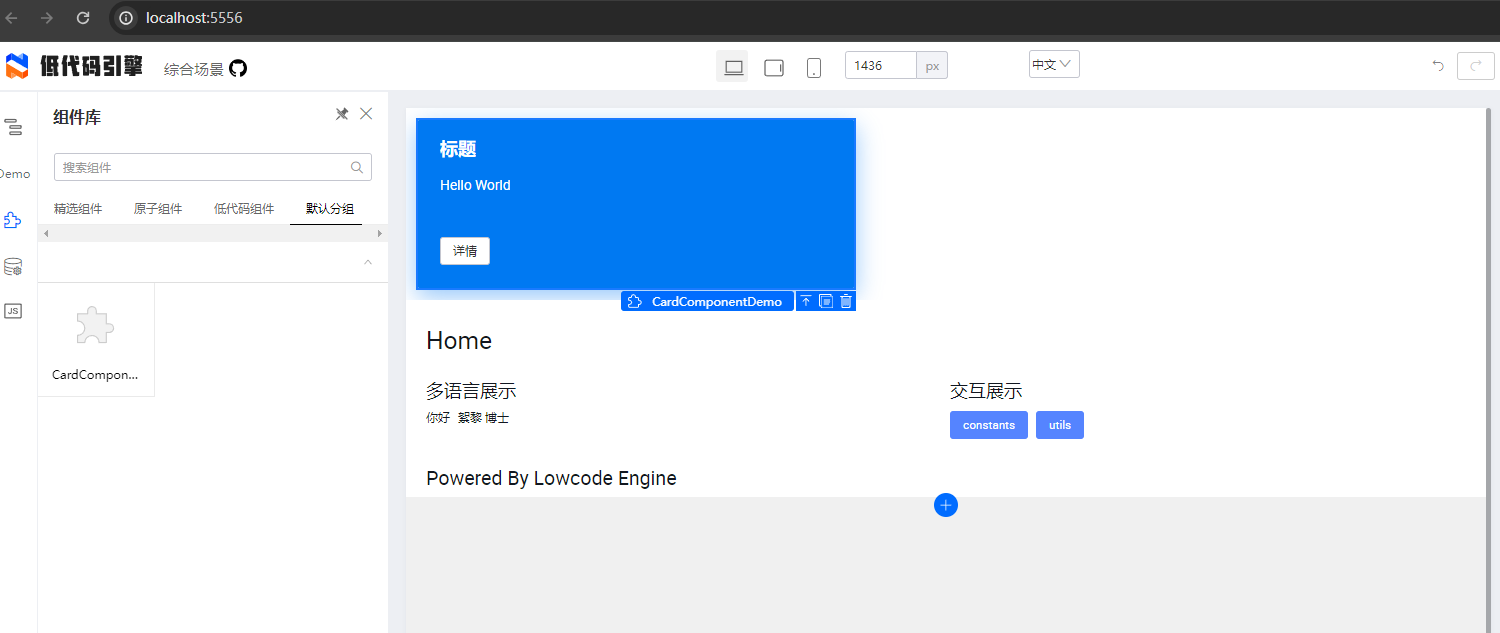 localhost:5556
低代码引擎 综合场景 1436 px 中文
组件库
搜索组件
Demo
精选组件 原子组件 低代码组件 默认分组
JS
CardCompon...
标题
Hello World
详情
CardComponentDemo
Home
多语言展示
你好 絮黎 博士
交互展示
constants utils
Powered By Lowcode Engine